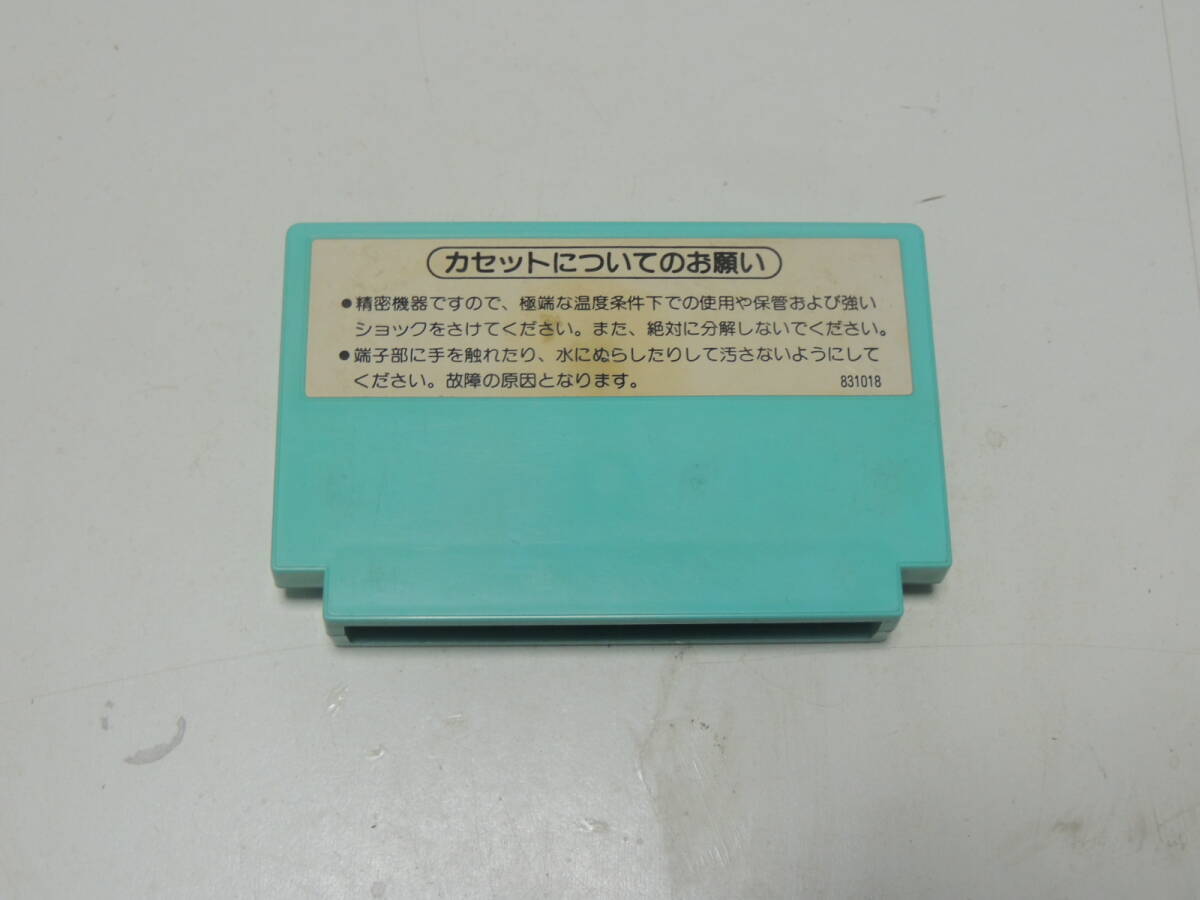 カセットについてのお願い
●精密機器ですので、極端な温度条件下での使用や保管および強い
ショックをさけてください。また、絶対に分解しないでください。
●端子部に手を触れたり、水にぬらしたりして汚さないようにして
ください。故障の原因となります。 831018